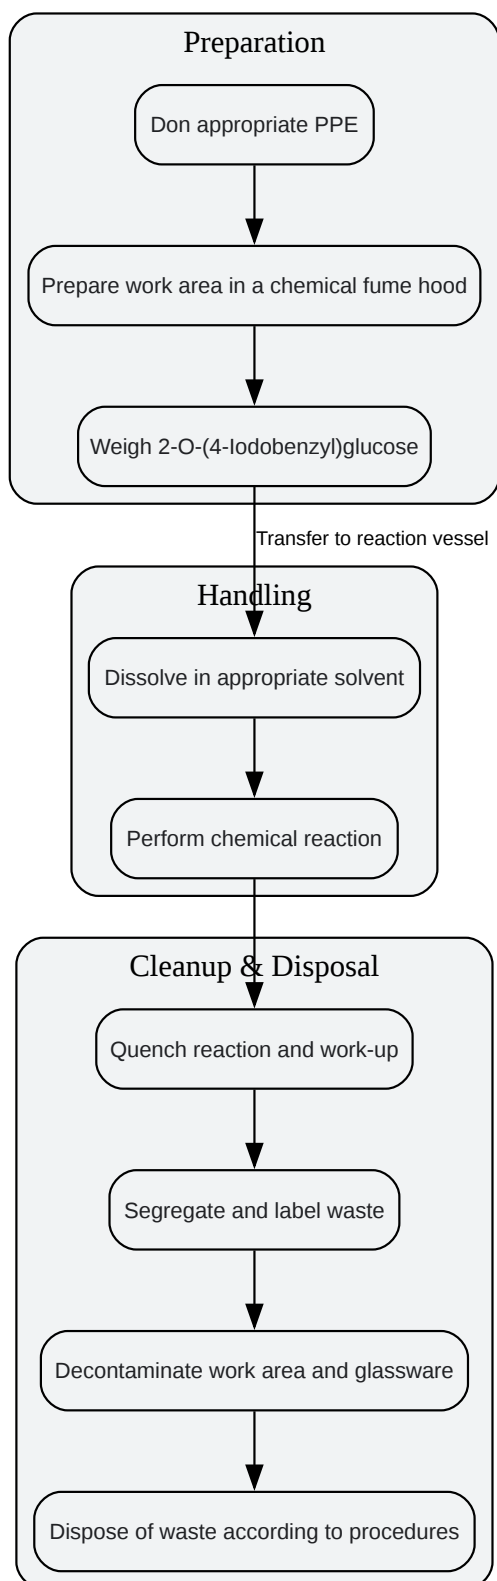 Preparation
Don appropriate PPE
Prepare work area in a chemical fume hood
Weigh 2-O-(4-Iodobenzyl)glucose
Transfer to reaction vessel
Handling
Dissolve in appropriate solvent
Perform chemical reaction
Cleanup & Disposal
Quench reaction and work-up
Segregate and label waste
Decontaminate work area and glassware
Dispose of waste according to procedures